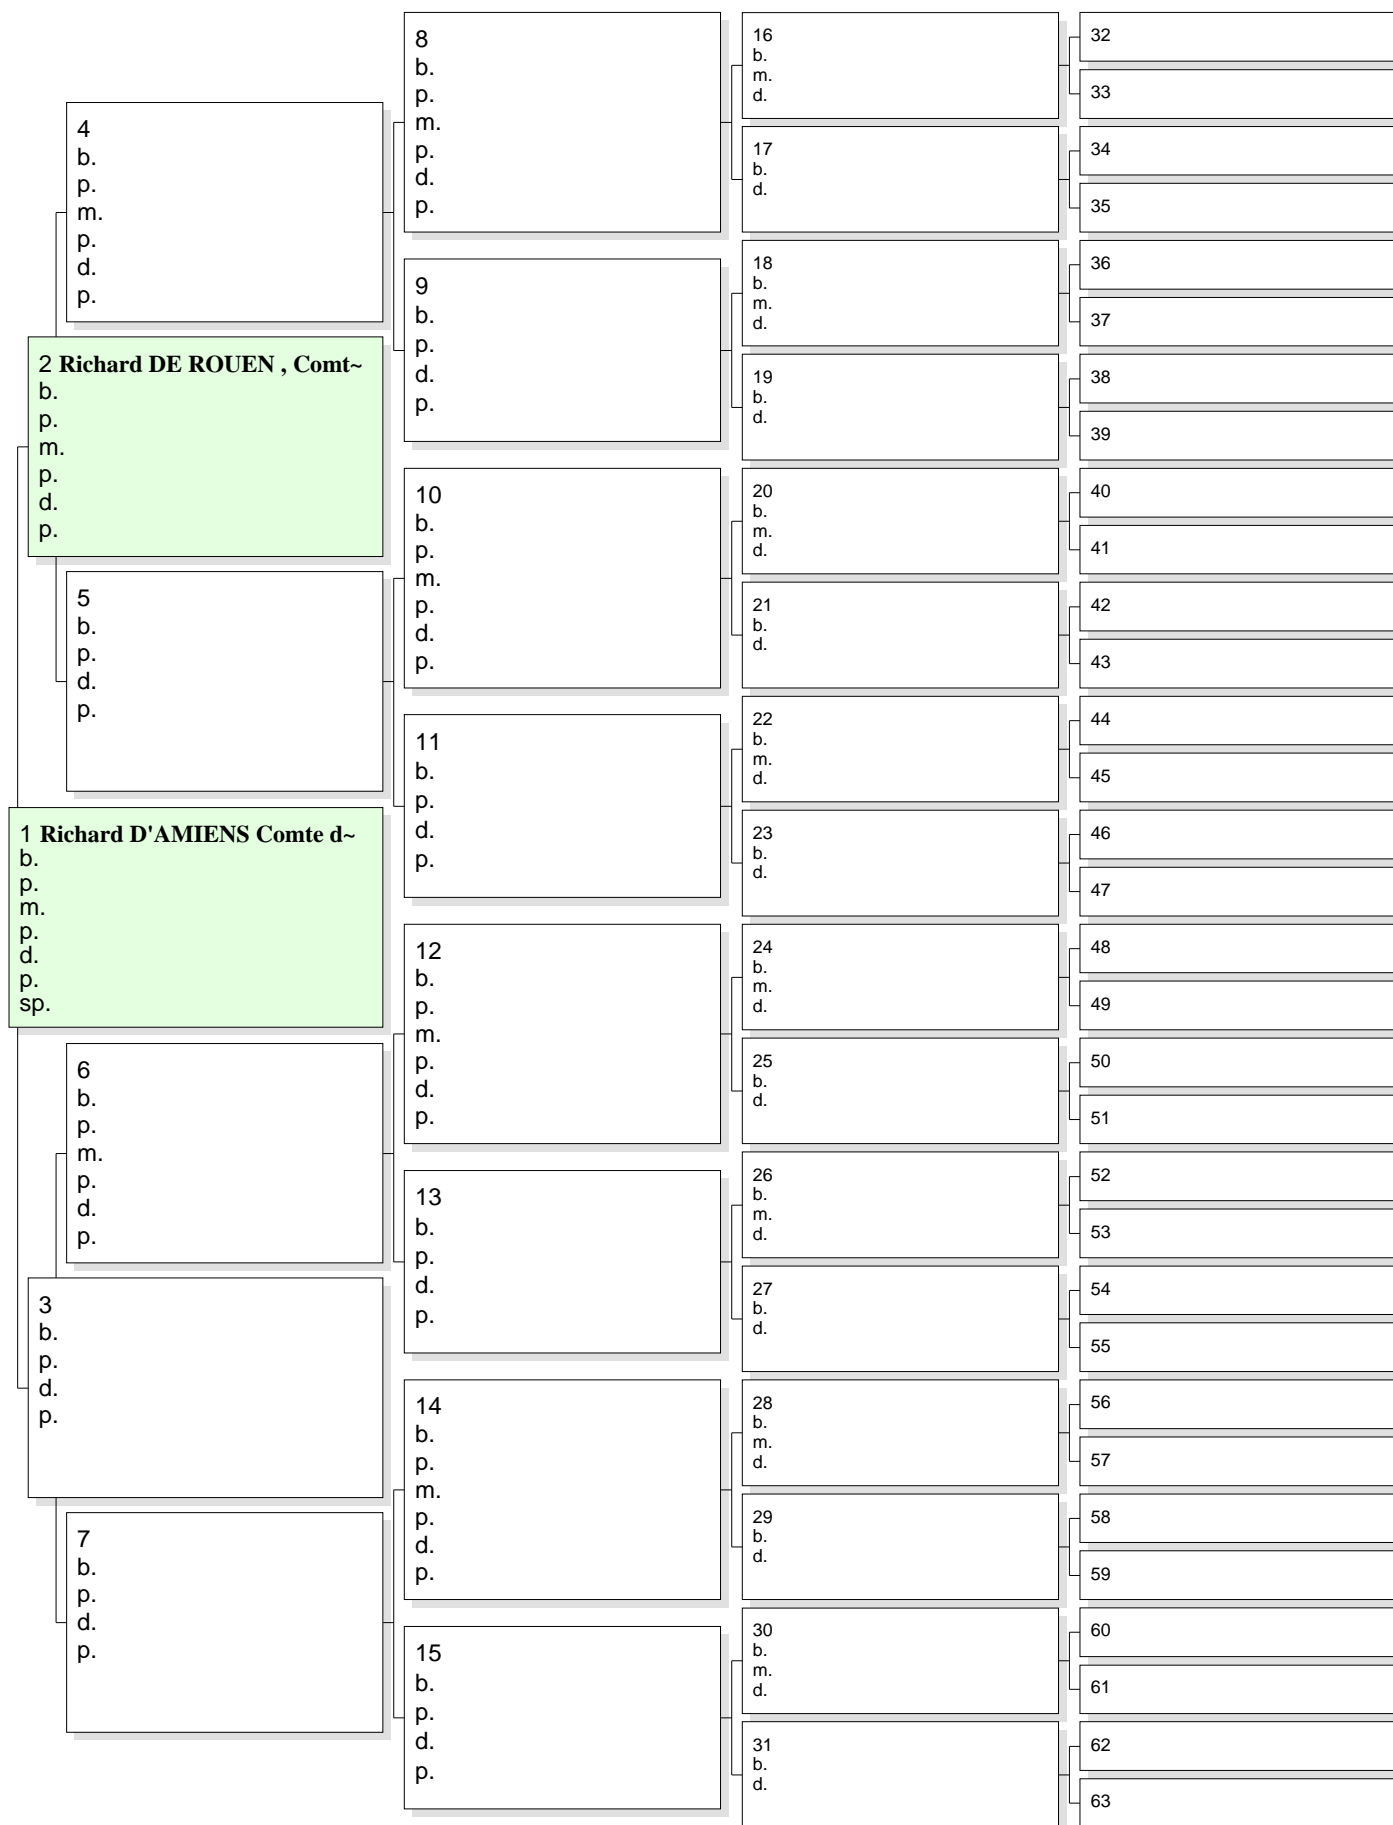 4
b.
p.
m.
p.
d.
p.
2 Richard DE ROUEN , Comt~
b.
p.
m.
p.
d.
p.
5
b.
p.
d.
p.
1 Richard D'AMIENS Comte d~
b.
p.
m.
p.
d.
p.
sp.
6
b.
p.
m.
p.
d.
p.
3
b.
p.
d.
p.
7
b.
p.
d.
p.
8
b.
p.
m.
p.
d.
p.
9
b.
p.
d.
p.
10
b.
p.
m.
p.
d.
p.
11
b.
p.
d.
p.
12
b.
p.
m.
p.
d.
p.
13
b.
p.
d.
p.
14
b.
p.
m.
p.
d.
p.
15
b.
p.
d.
p.
16
b.
m.
d.
17
b.
d.
18
b.
m.
d.
19
b.
d.
20
b.
m.
d.
21
b.
d.
22
b.
m.
d.
23
b.
d.
24
b.
m.
d.
25
b.
d.
26
b.
m.
d.
27
b.
d.
28
b.
m.
d.
29
b.
d.
30
b.
m.
d.
31
b.
d.
32
33
34
35
36
37
38
39
40
41
42
43
44
45
46
47
48
49
50
51
52
53
54
55
56
57
58
59
60
61
62
63